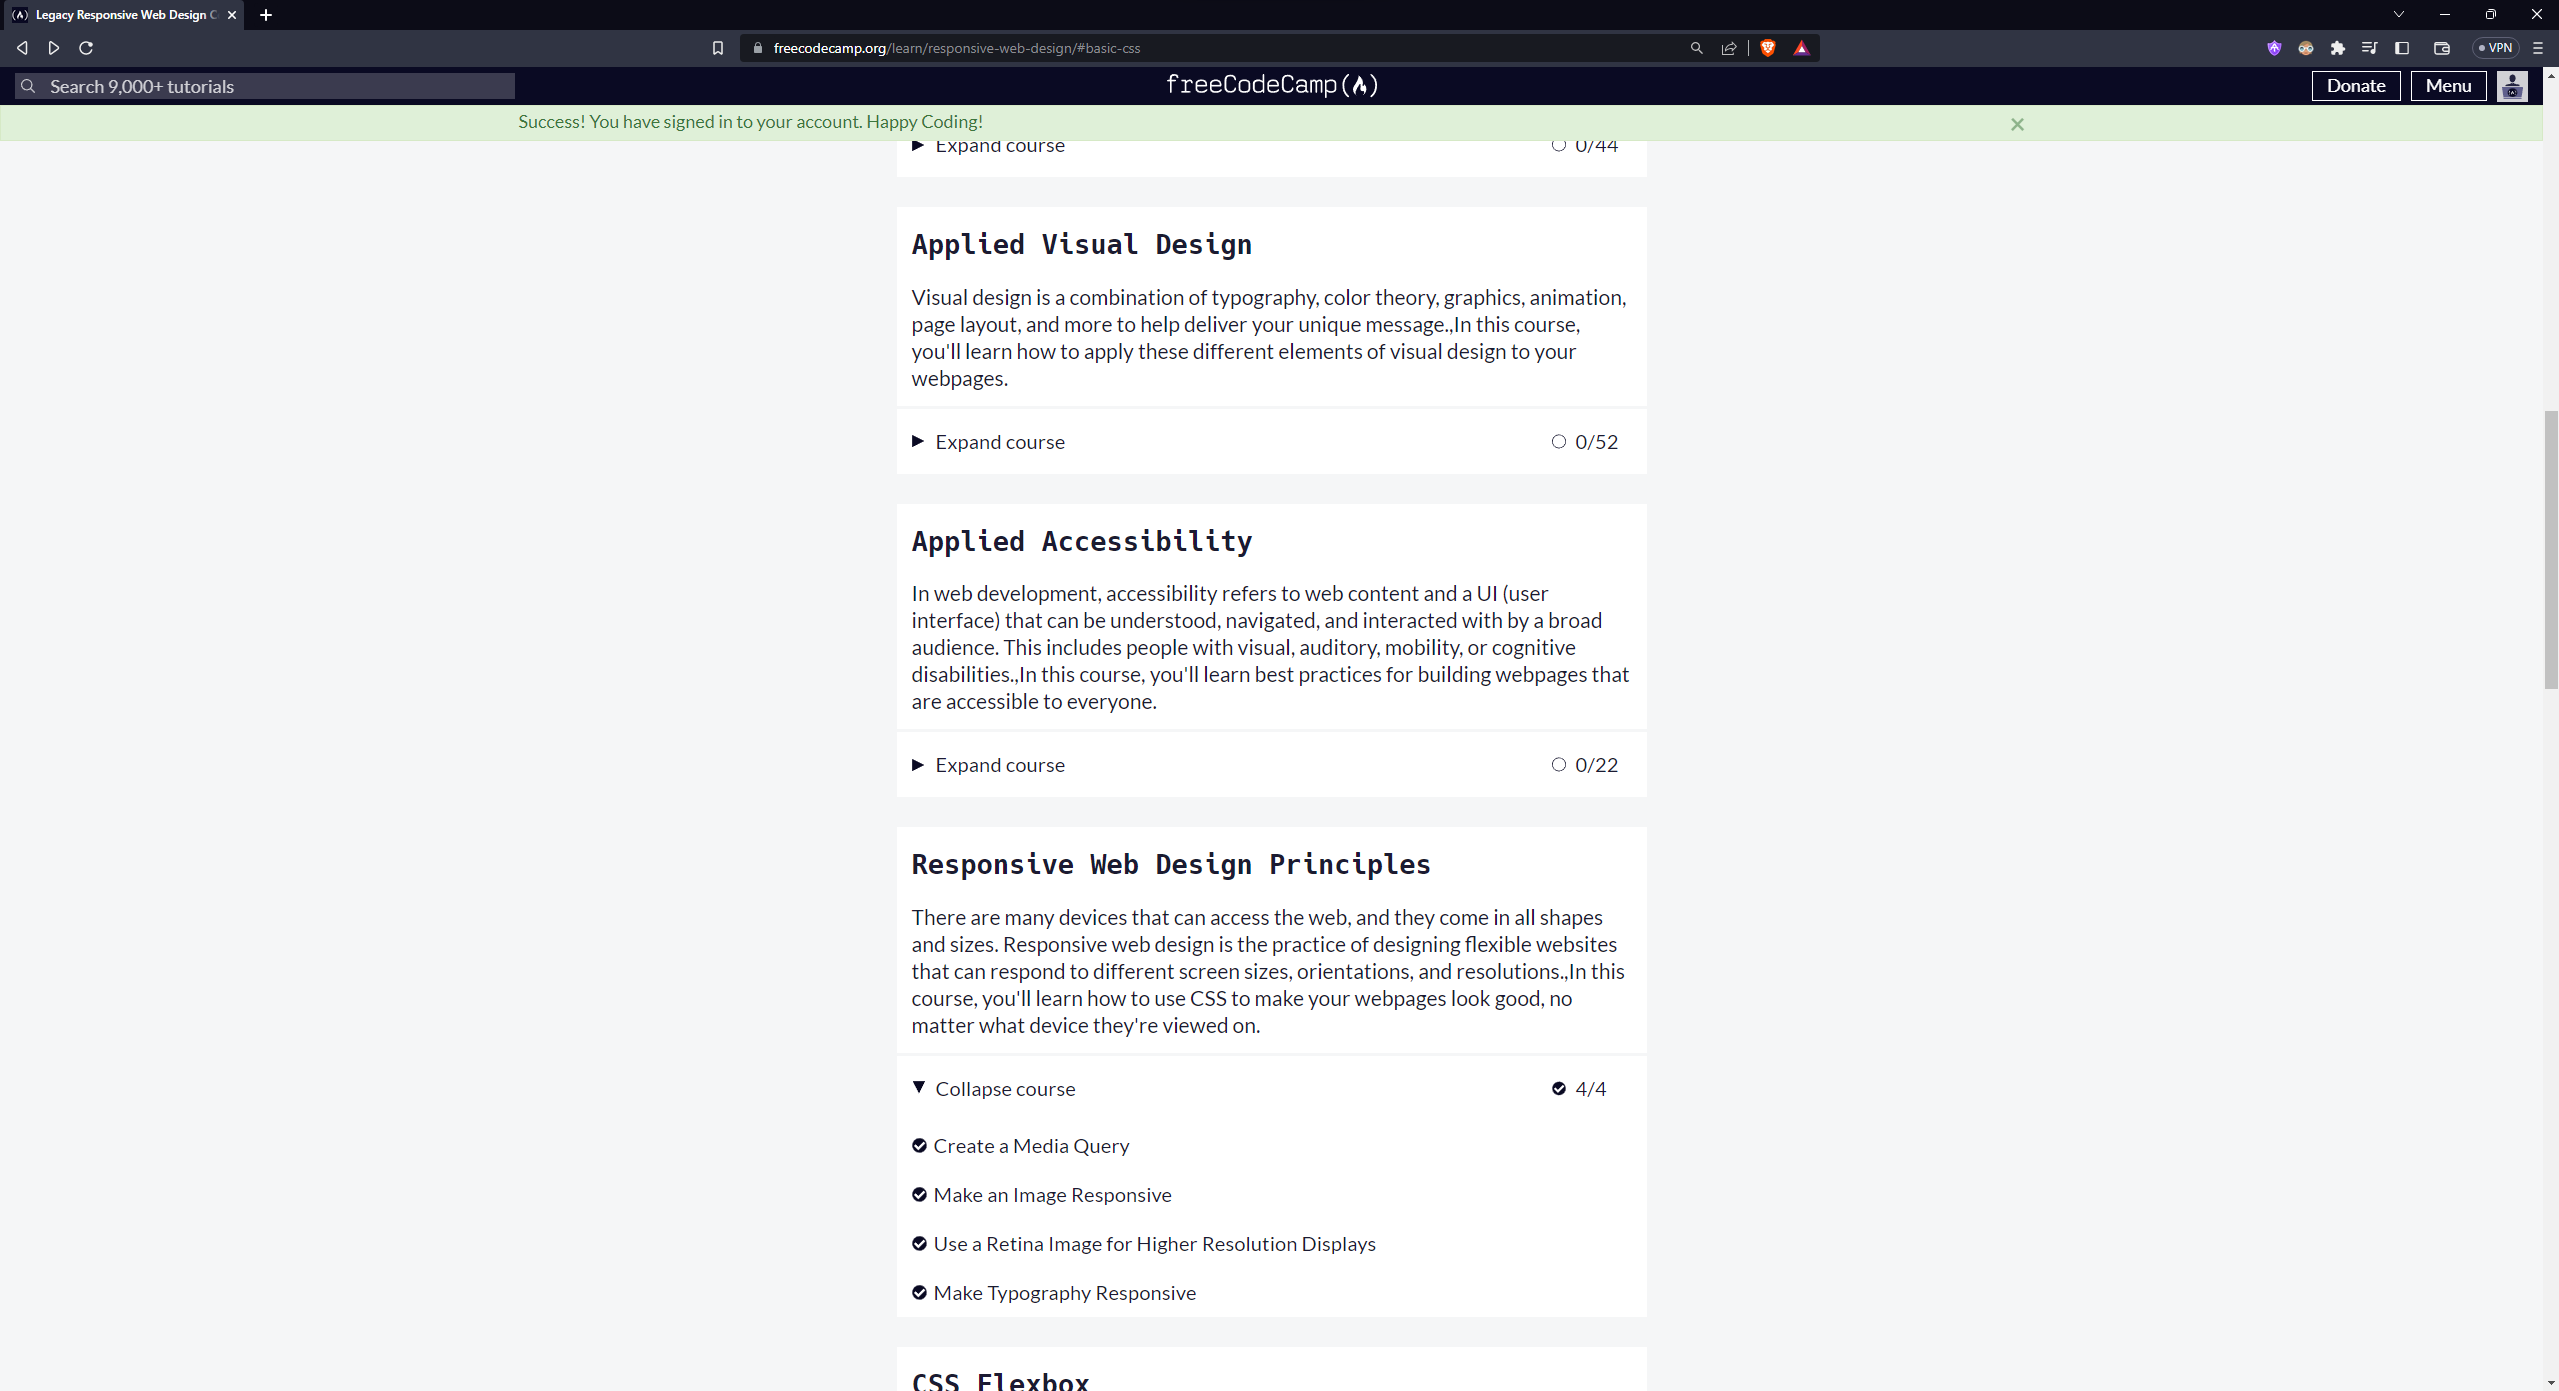 Legacy Responsive Web Design C
freecodecamp.org/learn/responsive-web-design/#basic-css
VPN
Search 9,000+ tutorials
freeCodeCamp(🔥)
Donate
Menu
Success! You have signed in to your account. Happy Coding!
Expand course
0/44
Applied Visual Design
Visual design is a combination of typography, color theory, graphics, animation,
page layout, and more to help deliver your unique message.,In this course,
you'll learn how to apply these different elements of visual design to your
webpages.
Expand course
0/52
Applied Accessibility
In web development, accessibility refers to web content and a UI (user
interface) that can be understood, navigated, and interacted with by a broad
audience. This includes people with visual, auditory, mobility, or cognitive
disabilities.,In this course, you'll learn best practices for building webpages that
are accessible to everyone.
Expand course
0/22
Responsive Web Design Principles
There are many devices that can access the web, and they come in all shapes
and sizes. Responsive web design is the practice of designing flexible websites
that can respond to different screen sizes, orientations, and resolutions.,In this
course, you'll learn how to use CSS to make your webpages look good, no
matter what device they're viewed on.
Collapse course
4/4
Create a Media Query
Make an Image Responsive
Use a Retina Image for Higher Resolution Displays
Make Typography Responsive
CSS Flexbox